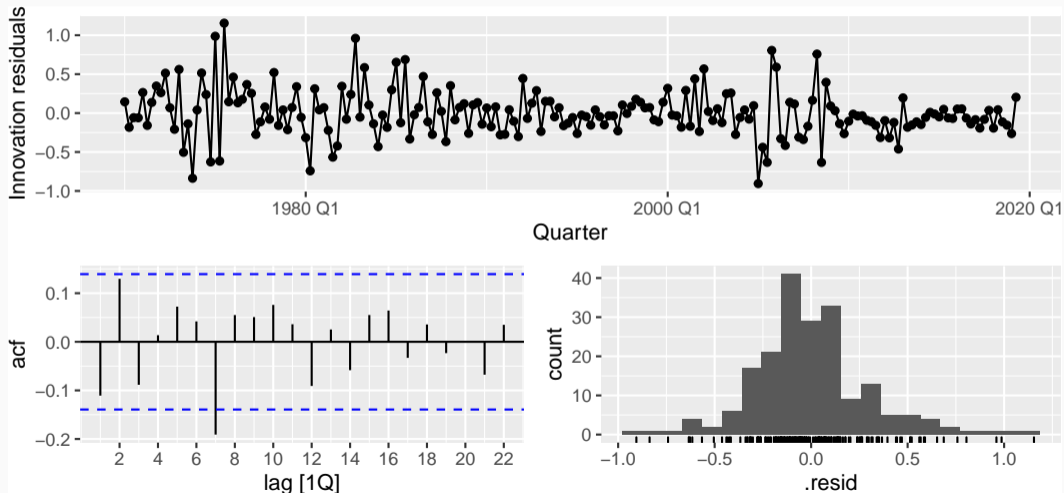 Innovation residuals
1.0
0.5
0.0
−0.5
−1.0
1980 Q1
2000 Q1
2020 Q1
Quarter
acf
0.1
0.0
−0.1
−0.2
2 4 6 8 10 12 14 16 18 20 22
lag [1Q]
count
40
30
20
10
0
−1.0 −0.5 0.0 0.5 1.0
.resid